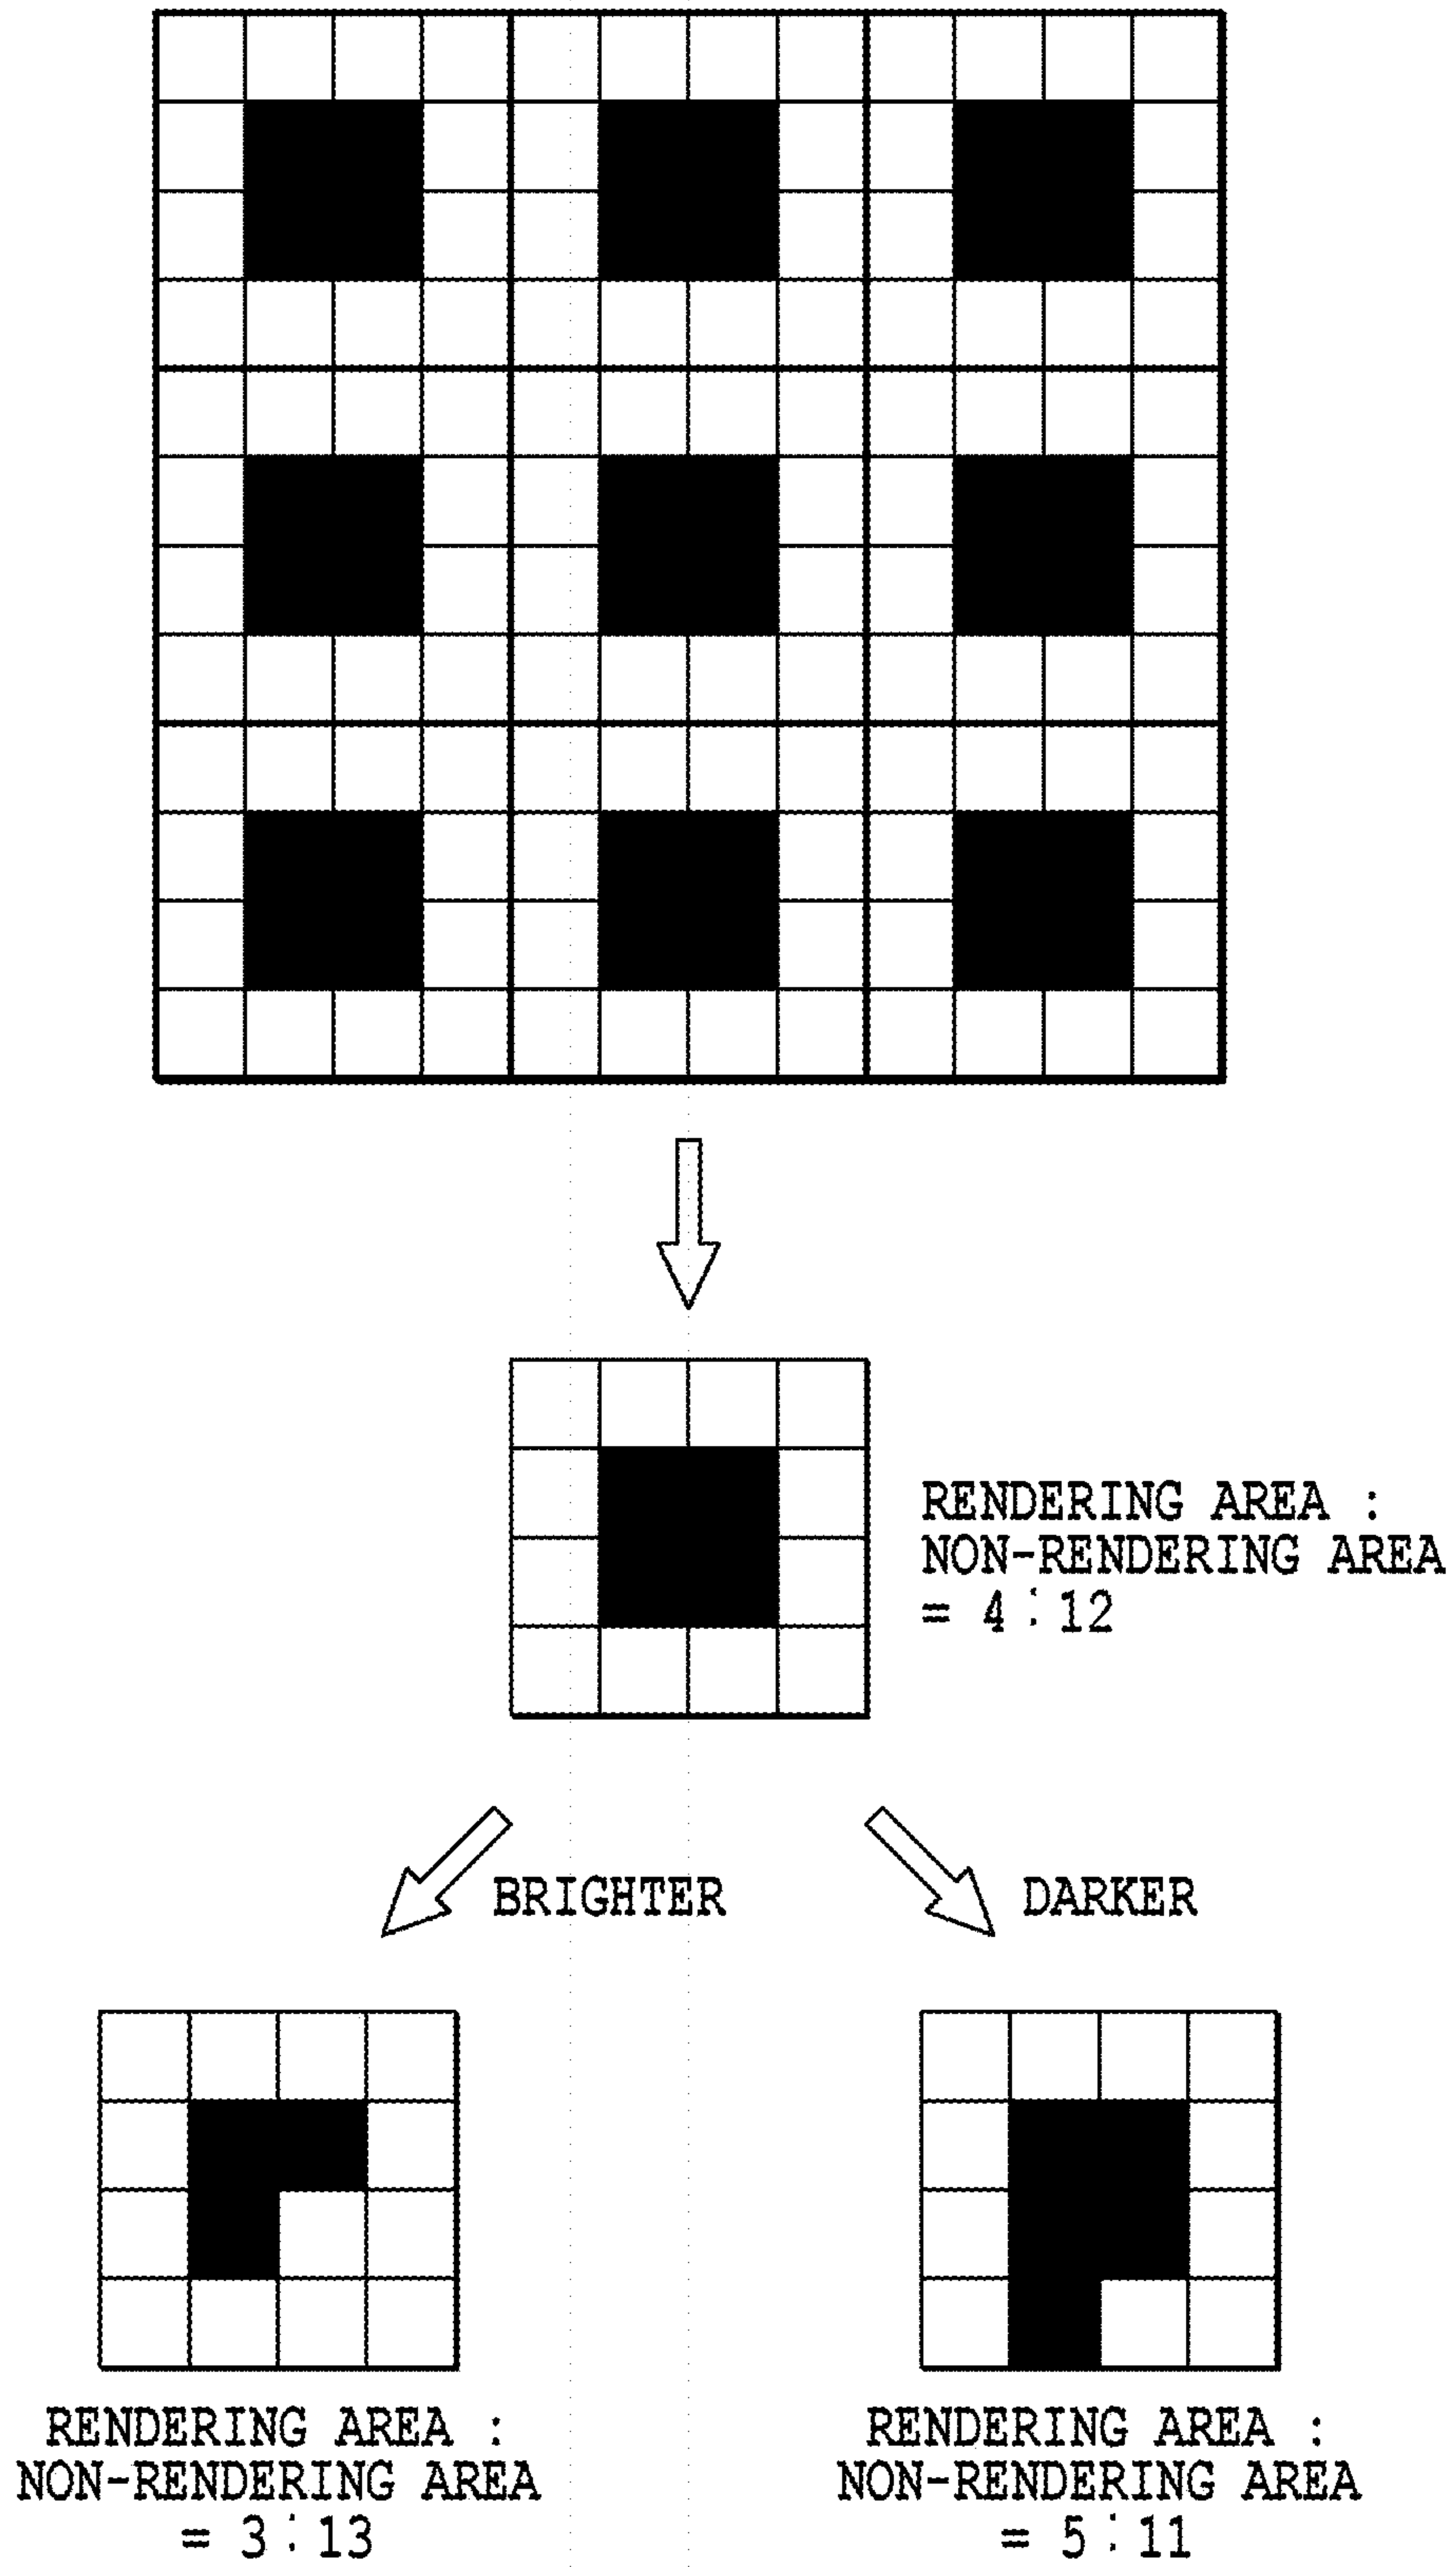 RENDERING AREA :
NON-RENDERING AREA
= 4 : 12
BRIGHTER
DARKER
RENDERING AREA :
NON-RENDERING AREA
= 3 : 13
RENDERING AREA :
NON-RENDERING AREA
= 5 : 11